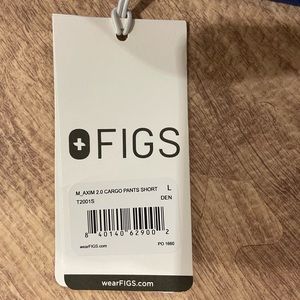 FIGS
M_AXIM 2.0 CARGO PANTS SHORT L
T2001S DEN
8 40140 62900 2
wearFIGS.com PO 1660
wearFIGS.com